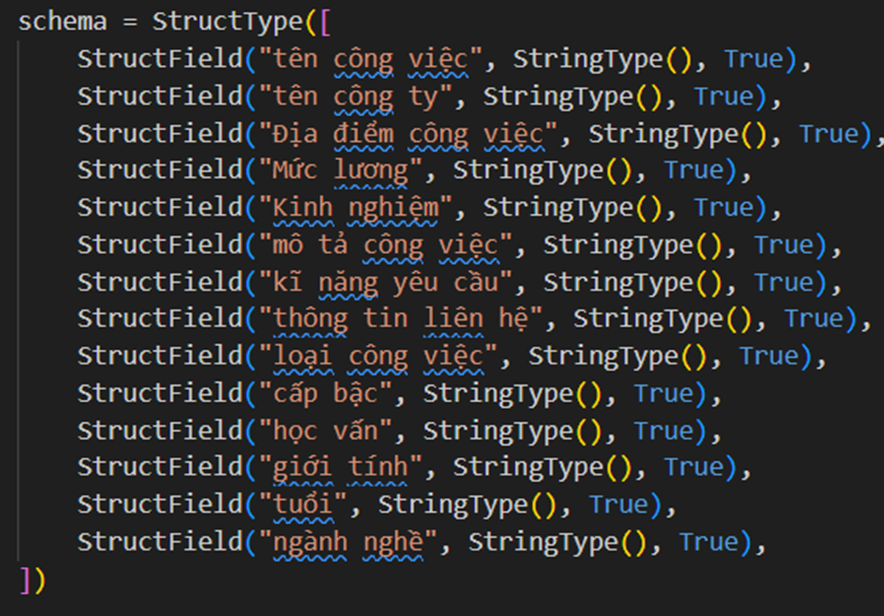 schema = StructType([
    StructField("tên công việc", StringType(), True),
    StructField("tên công ty", StringType(), True),
    StructField("Địa điểm công việc", StringType(), True),
    StructField("Mức lương", StringType(), True),
    StructField("Kinh nghiệm", StringType(), True),
    StructField("mô tả công việc", StringType(), True),
    StructField("kĩ năng yêu cầu", StringType(), True),
    StructField("thông tin liên hệ", StringType(), True),
    StructField("loại công việc", StringType(), True),
    StructField("cấp bậc", StringType(), True),
    StructField("học vấn", StringType(), True),
    StructField("giới tính", StringType(), True),
    StructField("tuổi", StringType(), True),
    StructField("ngành nghề", StringType(), True),
])